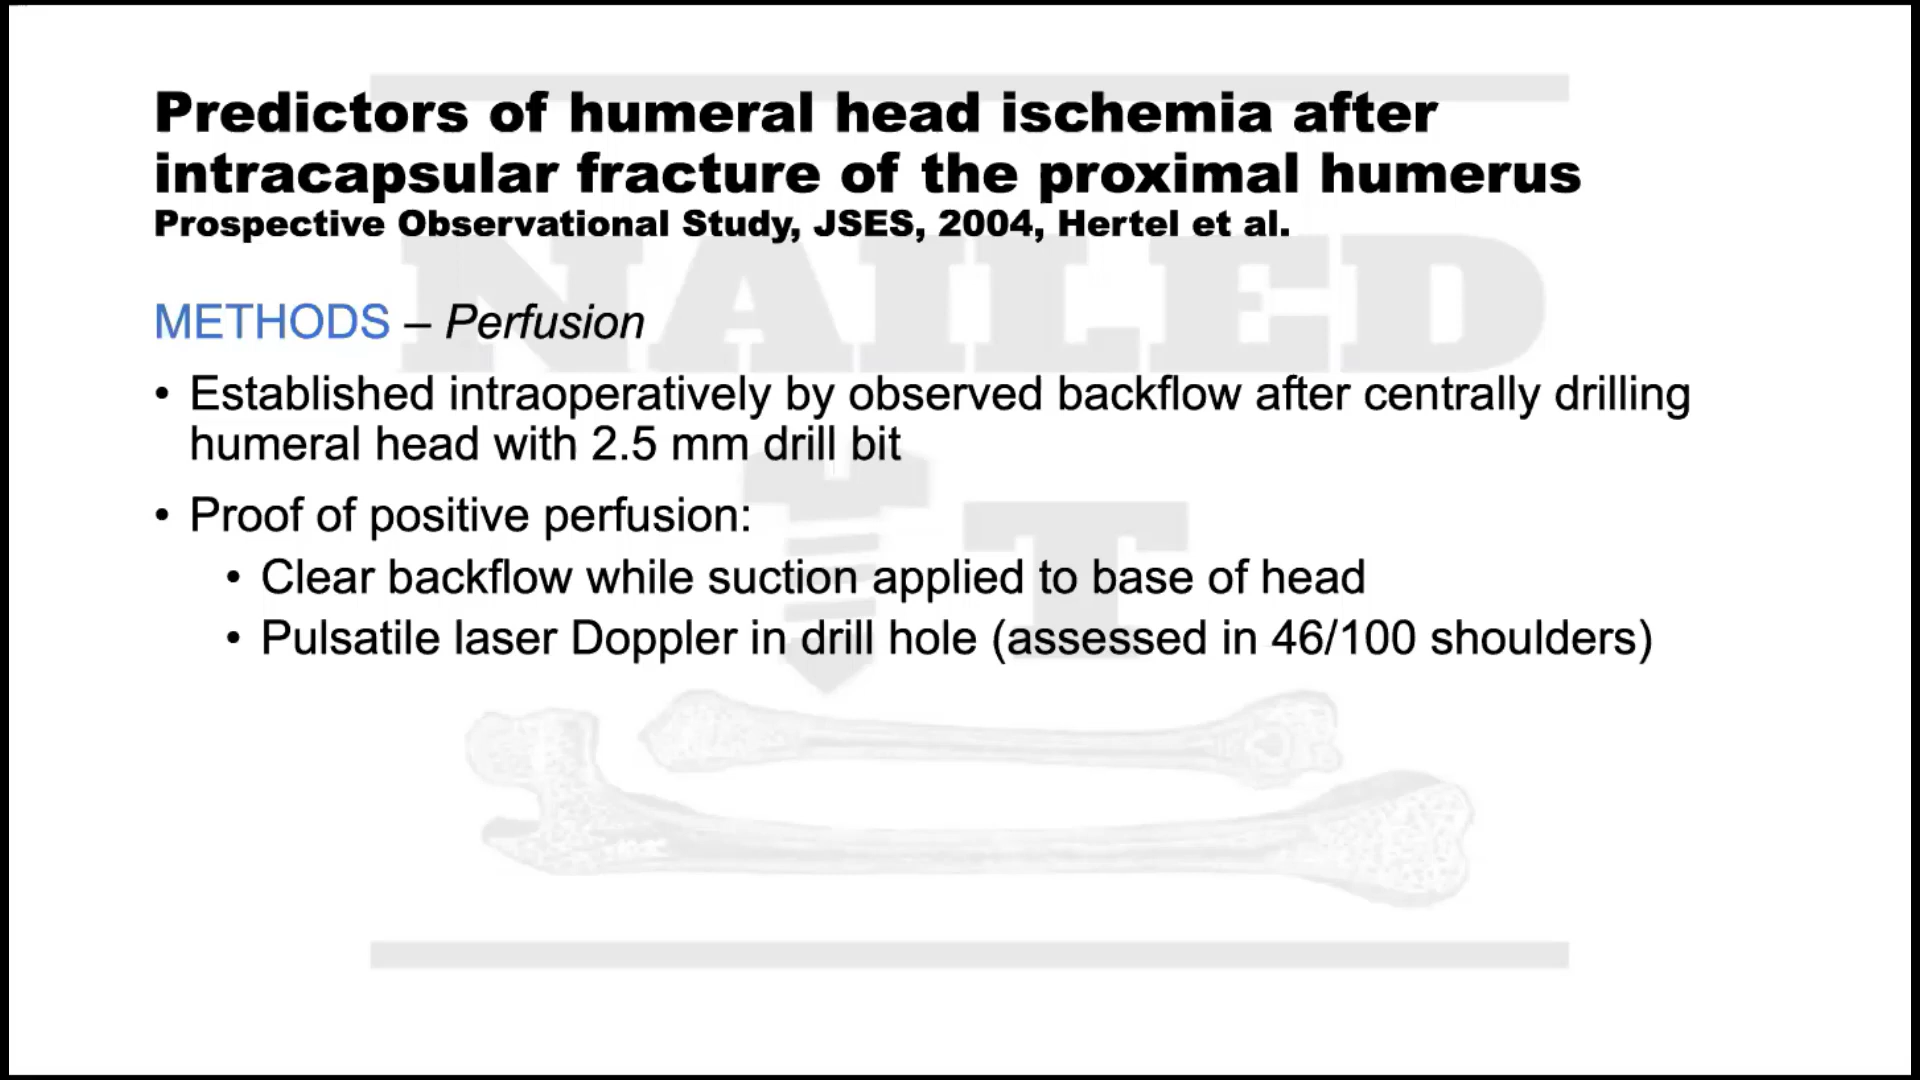 Predictors of humeral head ischemia after
intracapsular fracture of the proximal humerus
Prospective Observational Study, JSES, 2004, Hertel et al.
NAILED
METHODS – Perfusion
• Established intraoperatively by observed backflow after centrally drilling
humeral head with 2.5 mm drill bit
• Proof of positive perfusion:
• Clear backflow while suction applied to base of head
• Pulsatile laser Doppler in drill hole (assessed in 46/100 shoulders)
T